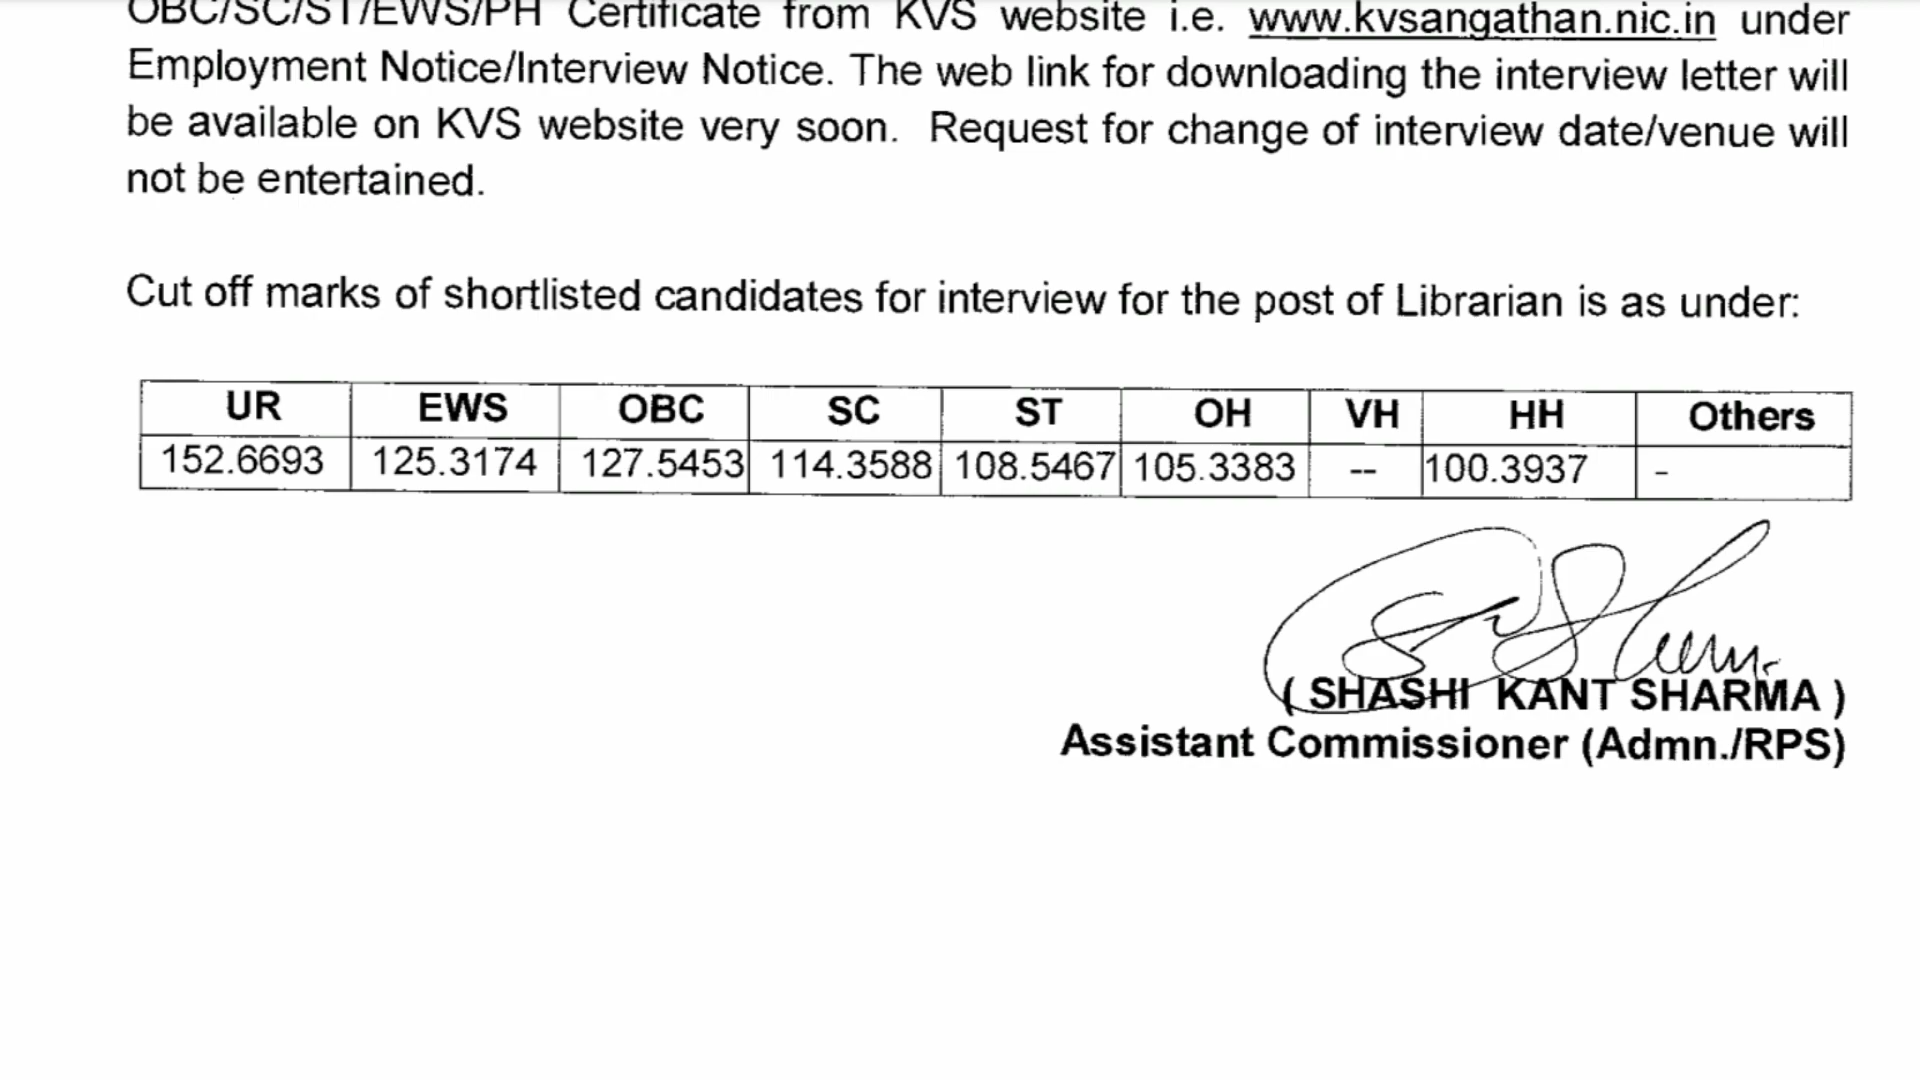 OBC/SC/ST/EWS/PH Certificate from KVS website i.e. www.kvsangathan.nic.in under
Employment Notice/Interview Notice. The web link for downloading the interview letter will
be available on KVS website very soon. Request for change of interview date/venue will
not be entertained.
Cut off marks of shortlisted candidates for interview for the post of Librarian is as under:
UR EWS OBC SC ST OH VH HH Others
152.6693 125.3174 127.5453 114.3588 108.5467 105.3383 -- 100.3937 -
( SHASHI KANT SHARMA )
Assistant Commissioner (Admn./RPS)